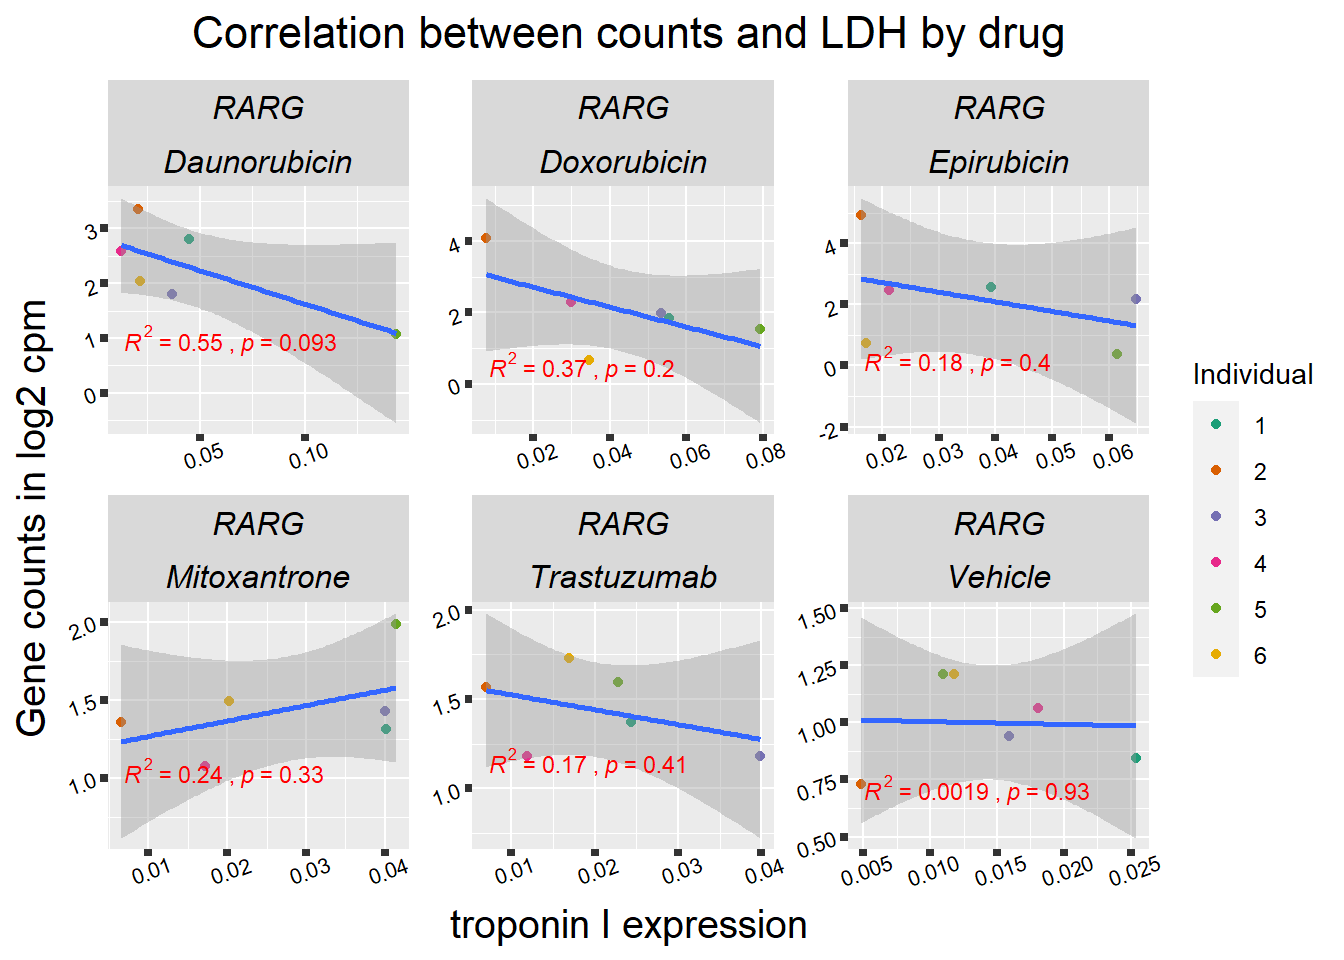 Correlation between counts and LDH by drug
RARG
Daunorubicin
RARG
Doxorubicin
RARG
Epirubicin
3
2
1
0
R² = 0.55 , p = 0.093
0.05 0.10
4
2
0
R² = 0.37 , p = 0.2
0.02 0.04 0.06 0.08
4
2
0
-2
R² = 0.18 , p = 0.4
0.02 0.03 0.04 0.05 0.06
RARG
Mitoxantrone
RARG
Trastuzumab
RARG
Vehicle
2.0
1.5
1.0
R² = 0.24 , p = 0.33
0.01 0.02 0.03 0.04
2.0
1.5
1.0
R² = 0.17 , p = 0.41
0.01 0.02 0.03 0.04
1.50
1.25
1.00
0.75
0.50
R² = 0.0019 , p = 0.93
0.005 0.010 0.015 0.020 0.025
Gene counts in log2 cpm
troponin I expression
Individual
1
2
3
4
5
6